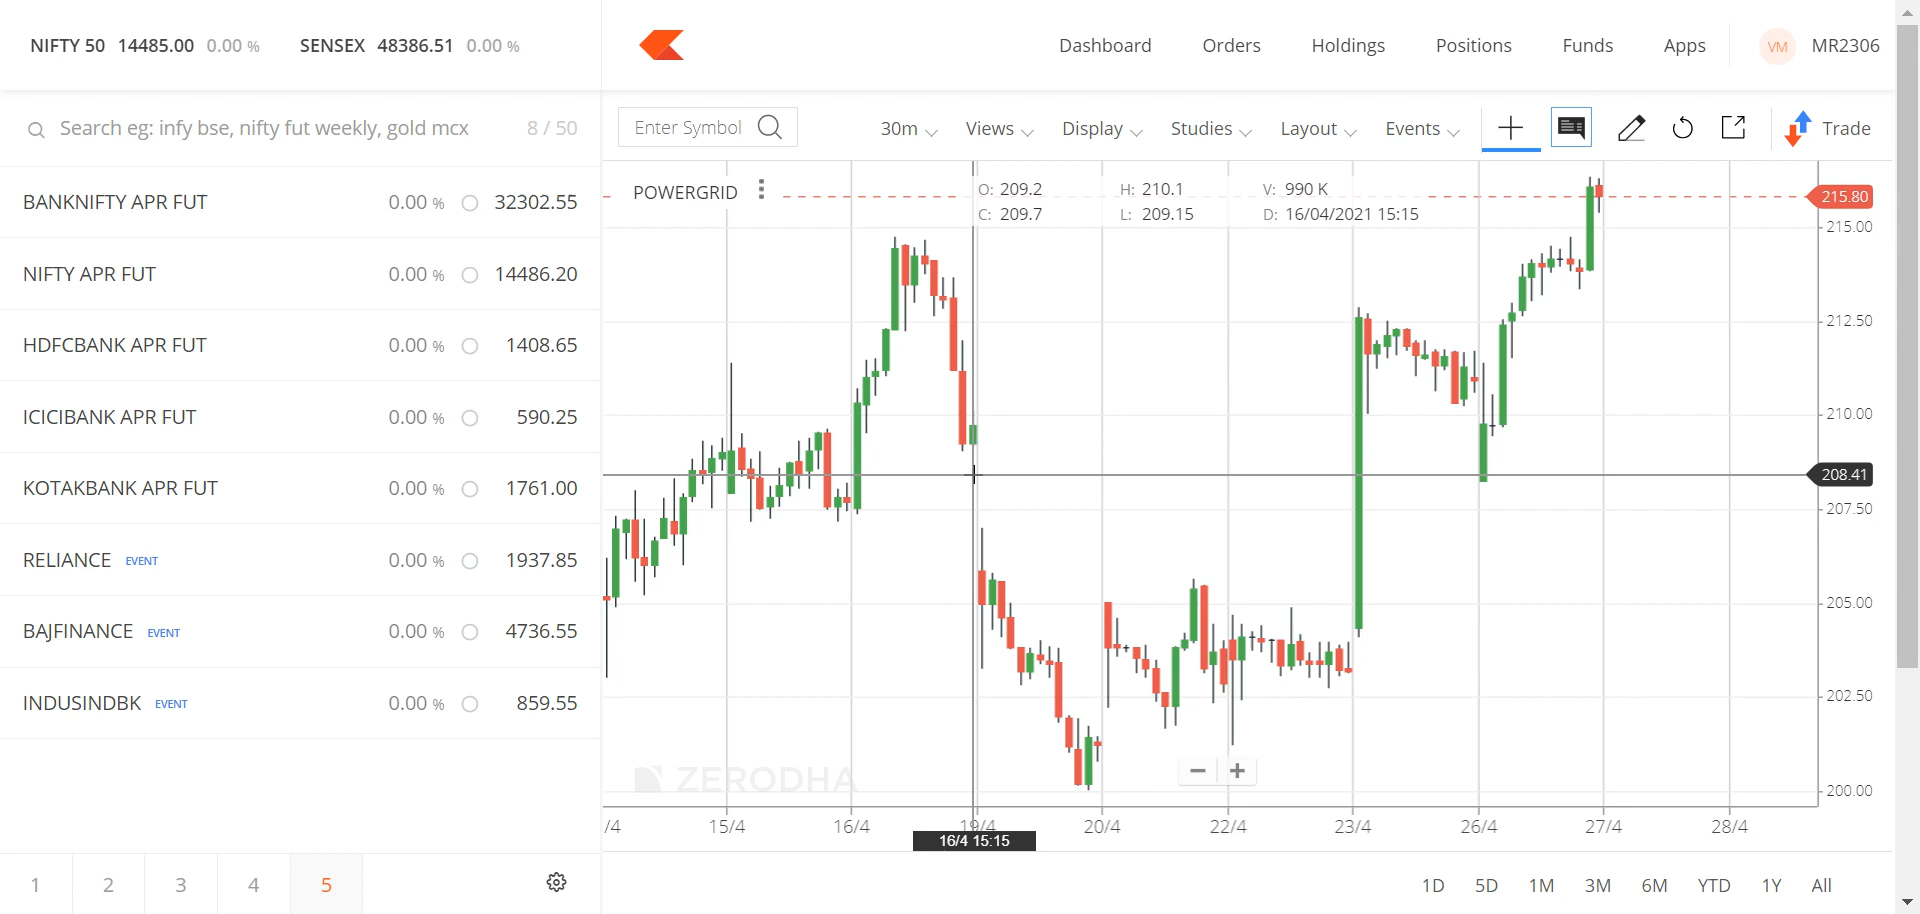 NIFTY 50 14485.00 0.00 % SENSEX 48386.51 0.00 %
Dashboard Orders Holdings Positions Funds Apps VM MR2306
Search eg: infy bse, nifty fut weekly, gold mcx 8 / 50
BANKNIFTY APR FUT 0.00 % 32302.55
NIFTY APR FUT 0.00 % 14486.20
HDFCBANK APR FUT 0.00 % 1408.65
ICICIBANK APR FUT 0.00 % 590.25
KOTAKBANK APR FUT 0.00 % 1761.00
RELIANCE EVENT 0.00 % 1937.85
BAJFINANCE EVENT 0.00 % 4736.55
INDUSINDBK EVENT 0.00 % 859.55
1 2 3 4 5
Enter Symbol 30m Views Display Studies Layout Events Trade
POWERGRID
O: 209.2 H: 210.1 V: 990 K
C: 209.7 L: 209.15 D: 16/04/2021 15:15
215.80
215.00
212.50
210.00
208.41
207.50
205.00
202.50
200.00
ZERODHA
/4 15/4 16/4 19/4 20/4 22/4 23/4 26/4 27/4 28/4
16/4 15:15
1D 5D 1M 3M 6M YTD 1Y All